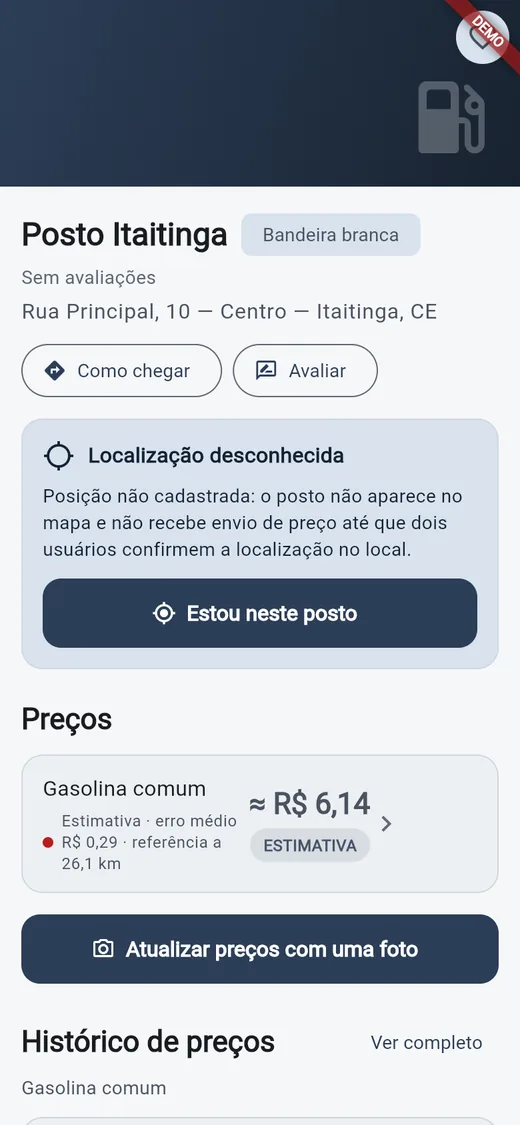 DEMO
Posto Itaitinga
Bandeira branca
Sem avaliações
Rua Principal, 10 — Centro — Itaitinga, CE
Como chegar
Avaliar
Localização desconhecida
Posição não cadastrada: o posto não aparece no
mapa e não recebe envio de preço até que dois
usuários confirmem a localização no local.
Estou neste posto
Preços
Gasolina comum
Estimativa · erro médio
R$ 0,29 · referência a
26,1 km
≈ R$ 6,14
ESTIMATIVA
Atualizar preços com uma foto
Histórico de preços
Ver completo
Gasolina comum